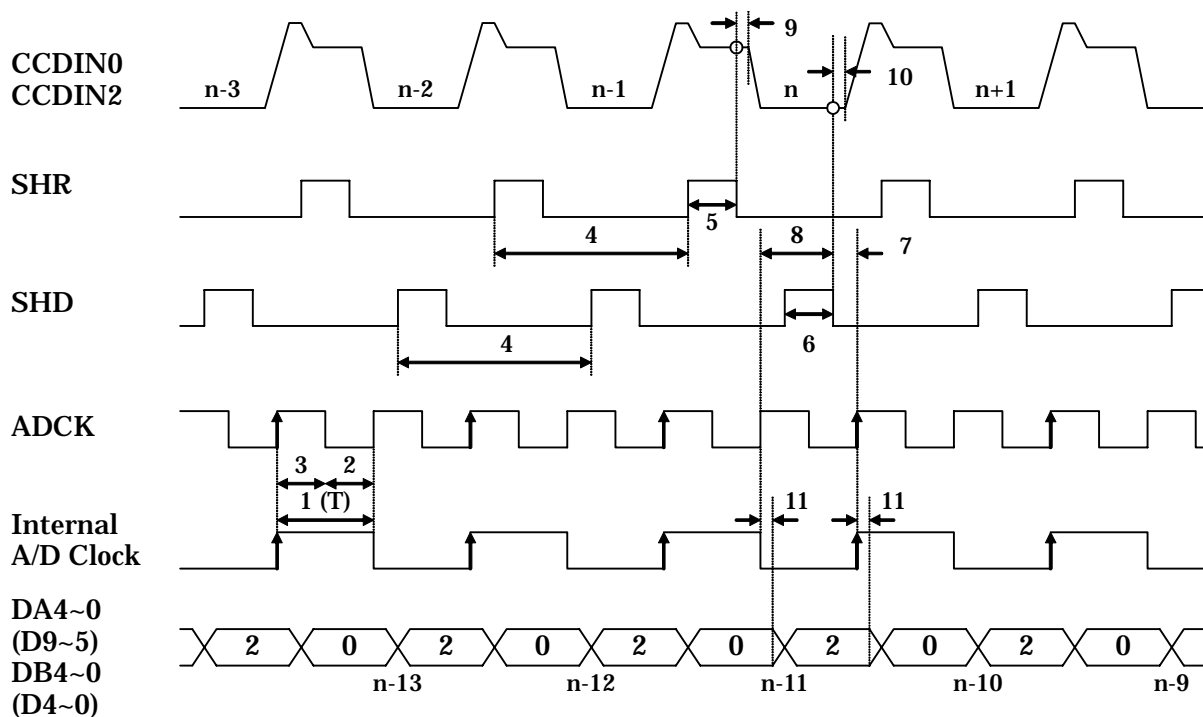 CCDIN0
CCDIN2
n-3
n-2
n-1
n
n+1
9
10
SHR
4
5
8
7
SHD
4
6
ADCK
3
2
1 (T)
Internal
A/D Clock
11
11
DA4~0
(D9~5)
DB4~0
(D4~0)
2
0
2
0
2
0
2
0
2
0
n-13
n-12
n-11
n-10
n-9